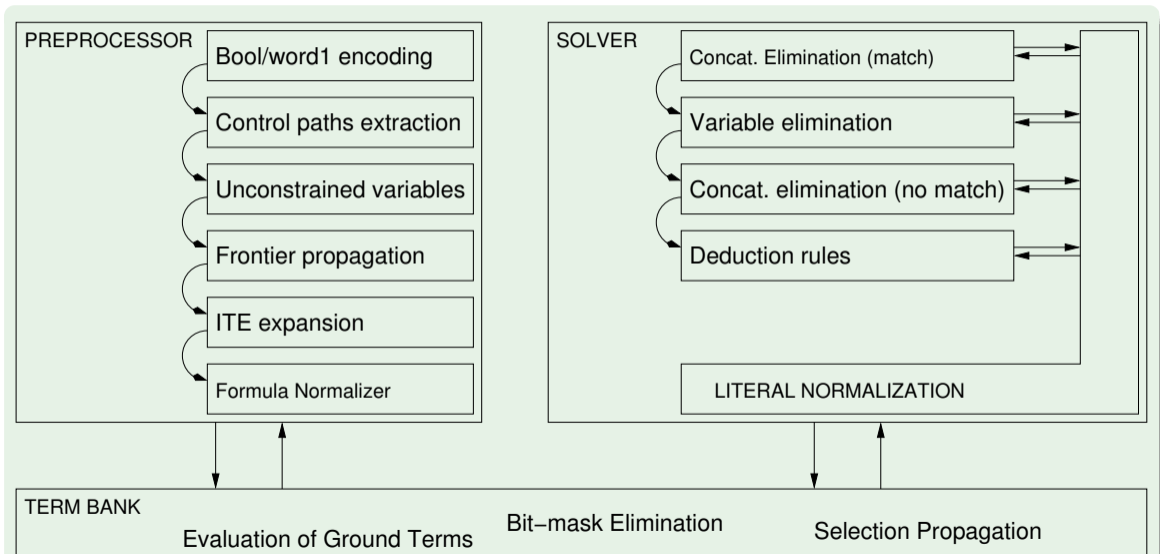 PREPROCESSOR
Bool/word1 encoding
Control paths extraction
Unconstrained variables
Frontier propagation
ITE expansion
Formula Normalizer
SOLVER
Concat. Elimination (match)
Variable elimination
Concat. elimination (no match)
Deduction rules
LITERAL NORMALIZATION
TERM BANK
Evaluation of Ground Terms
Bit−mask Elimination
Selection Propagation